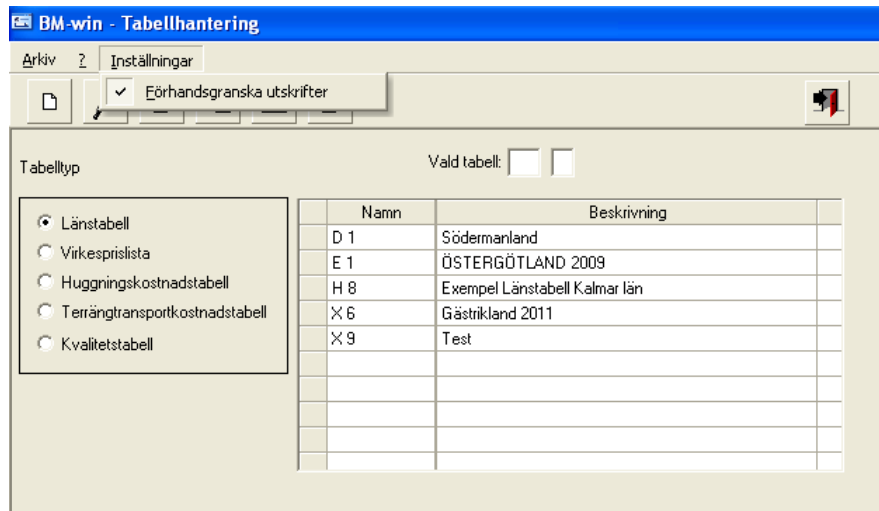 BM-win - Tabellhantering
Arkiv ? Inställningar
Förhandsgranska utskrifter
Tabelltyp
Vald tabell:
Länstabell
Virkesprislista
Huggningskostnadstabell
Terrängtransportkostnadstabell
Kvalitetstabell
Namn Beskrivning
D 1 Södermanland
E 1 ÖSTERGÖTLAND 2009
H 8 Exempel Länstabell Kalmar län
X 6 Gästrikland 2011
X 9 Test